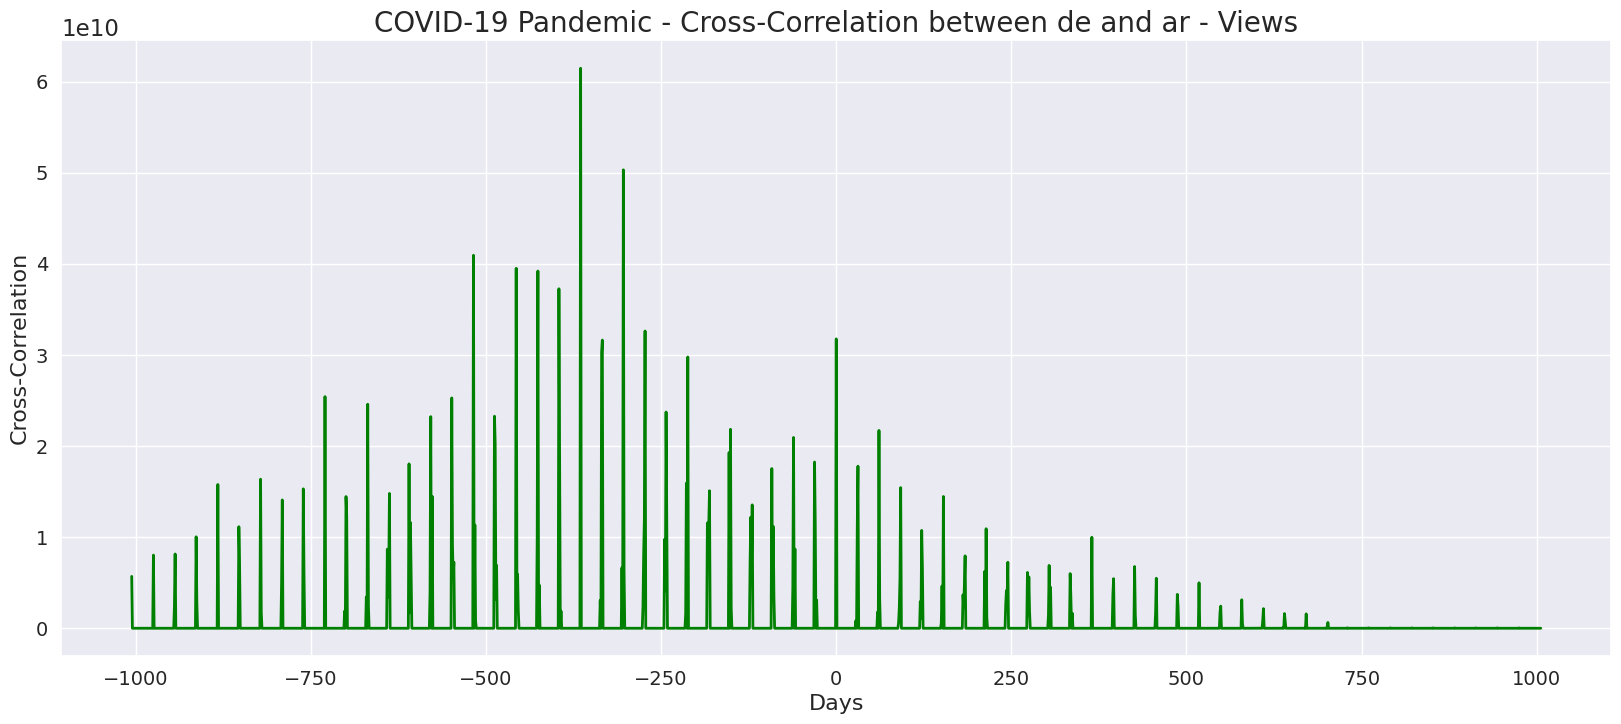 COVID-19 Pandemic - Cross-Correlation between de and ar - Views
1e10
6
5
4
3
2
1
0
Cross-Correlation
−1000 −750 −500 −250 0 250 500 750 1000
Days